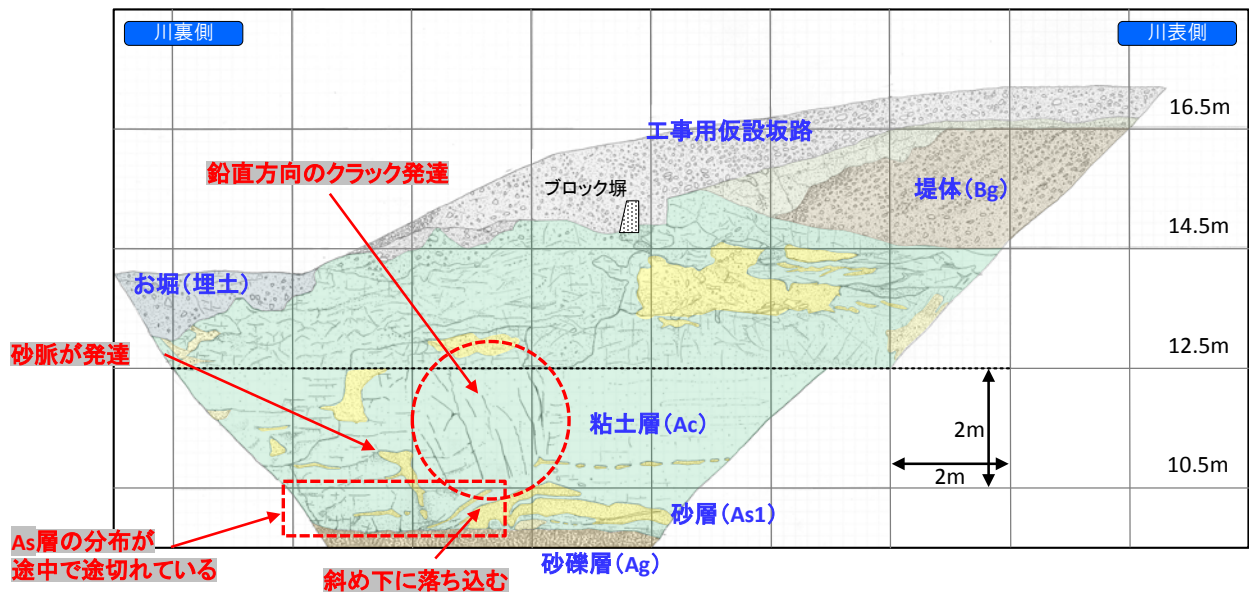 川裏側
川表側
16.5m
工事用仮設坂路
鉛直方向のクラック発達
ブロック塀
堤体(Bg)
14.5m
お堀(埋土)
砂脈が発達
12.5m
粘土層(Ac)
2m
2m
10.5m
砂層(As1)
As層の分布が
途中で途切れている
斜め下に落ち込む
砂礫層(Ag)